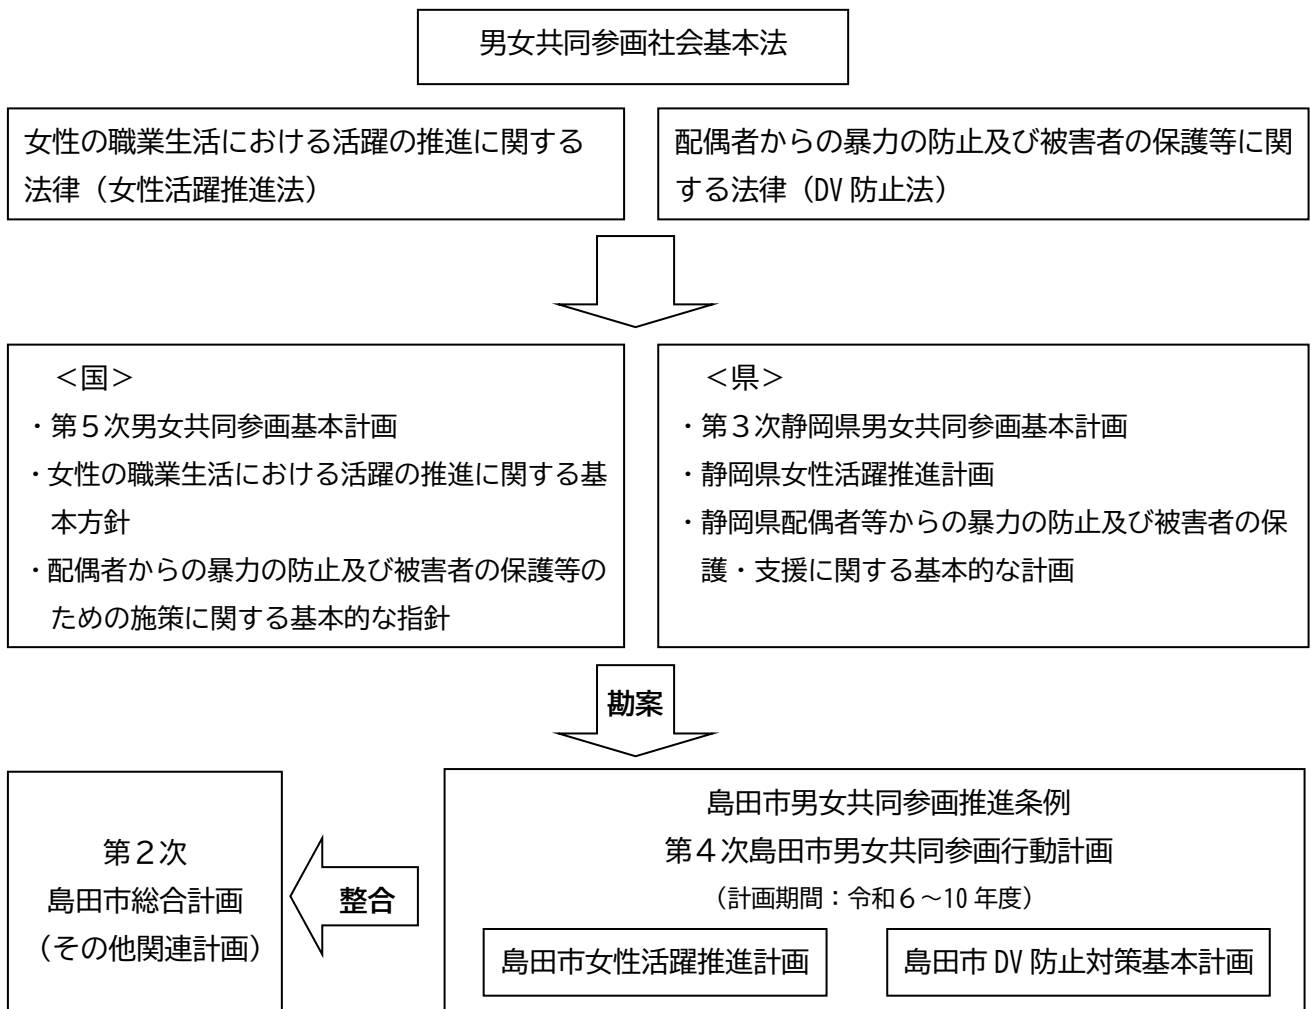 男女共同参画社会基本法
女性の職業生活における活躍の推進に関する
法律（女性活躍推進法）
配偶者からの暴力の防止及び被害者の保護等に関
する法律（DV防止法）
＜国＞
・第５次男女共同参画基本計画
・女性の職業生活における活躍の推進に関する基
本方針
・配偶者からの暴力の防止及び被害者の保護等の
ための施策に関する基本的な指針
＜県＞
・第３次静岡県男女共同参画基本計画
・静岡県女性活躍推進計画
・静岡県配偶者等からの暴力の防止及び被害者の保
護・支援に関する基本的な計画
勘案
第２次
島田市総合計画
（その他関連計画）
整合
島田市男女共同参画推進条例
第４次島田市男女共同参画行動計画
（計画期間：令和６～10年度）
島田市女性活躍推進計画
島田市DV防止対策基本計画